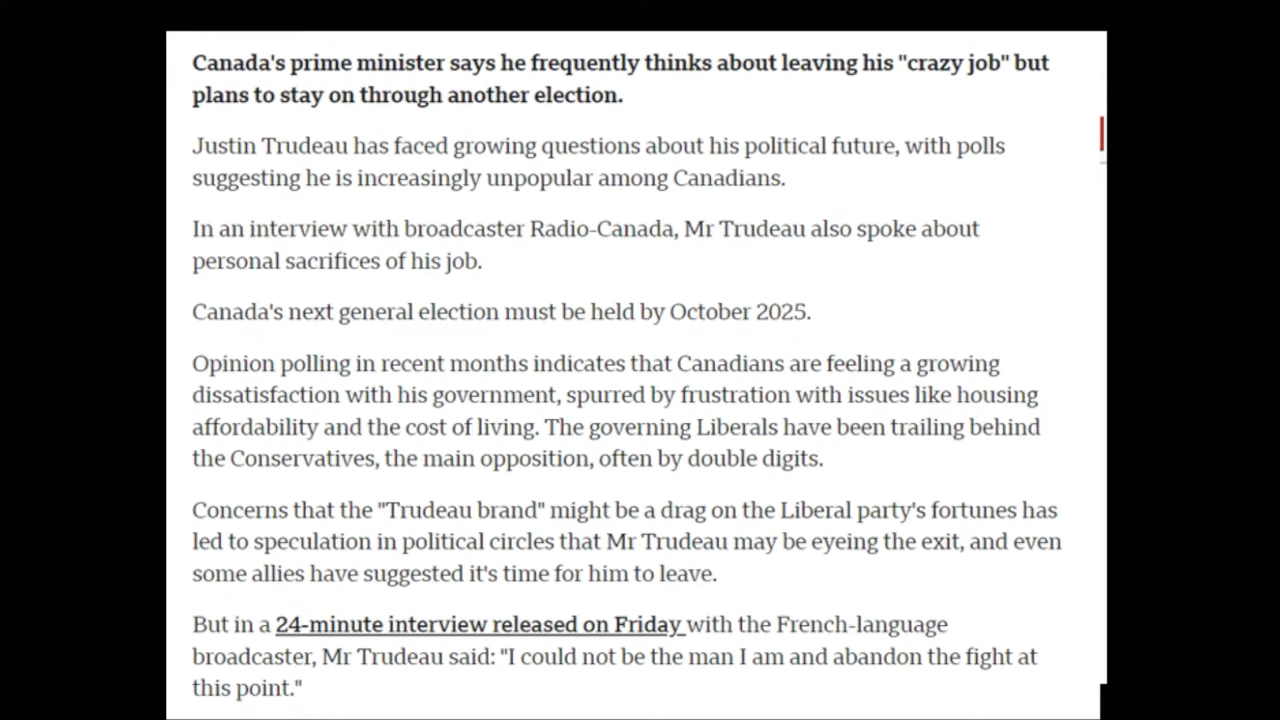 Canada's prime minister says he frequently thinks about leaving his "crazy job" but
plans to stay on through another election.
Justin Trudeau has faced growing questions about his political future, with polls
suggesting he is increasingly unpopular among Canadians.
In an interview with broadcaster Radio-Canada, Mr Trudeau also spoke about
personal sacrifices of his job.
Canada's next general election must be held by October 2025.
Opinion polling in recent months indicates that Canadians are feeling a growing
dissatisfaction with his government, spurred by frustration with issues like housing
affordability and the cost of living. The governing Liberals have been trailing behind
the Conservatives, the main opposition, often by double digits.
Concerns that the "Trudeau brand" might be a drag on the Liberal party's fortunes has
led to speculation in political circles that Mr Trudeau may be eyeing the exit, and even
some allies have suggested it's time for him to leave.
But in a 24-minute interview released on Friday with the French-language
broadcaster, Mr Trudeau said: "I could not be the man I am and abandon the fight at
this point."